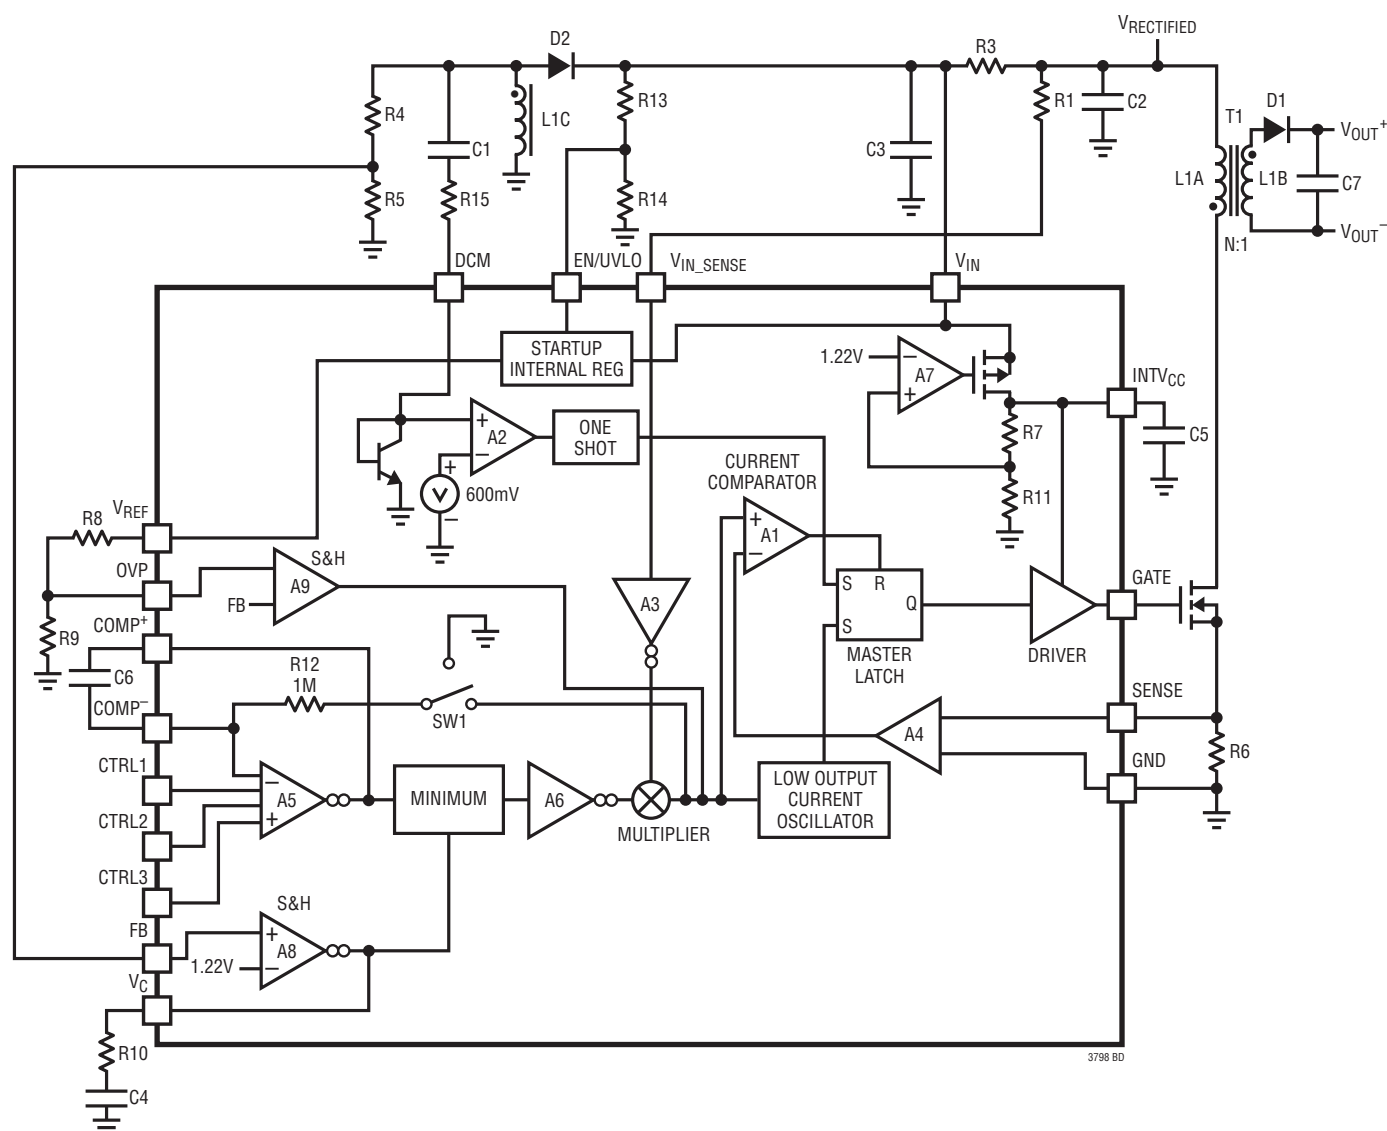 VRECTIFIED
D2
R3
R4
C1
L1C
R13
R1
C2
T1
D1
VOUT+
C3
L1A
L1B
C7
R5
R15
R14
N:1
VOUT−
DCM
EN/UVLO
VIN_SENSE
VIN
STARTUP
INTERNAL REG
1.22V
−
A7
+
INTVCC
ONE
SHOT
+
A2
−
R7
C5
CURRENT
COMPARATOR
+
V
−
600mV
R11
VREF
R8
+
A1
−
OVP
S&H
A9
FB
S
R
Q
S
GATE
A3
COMP+
R9
MASTER
LATCH
DRIVER
C6
R12
1M
SENSE
COMP−
SW1
A4
GND
R6
CTRL1
−
A5
+
MINIMUM
A6
MULTIPLIER
LOW OUTPUT
CURRENT
OSCILLATOR
CTRL2
CTRL3
S&H
FB
+
A8
−
1.22V
VC
R10
3798 BD
C4